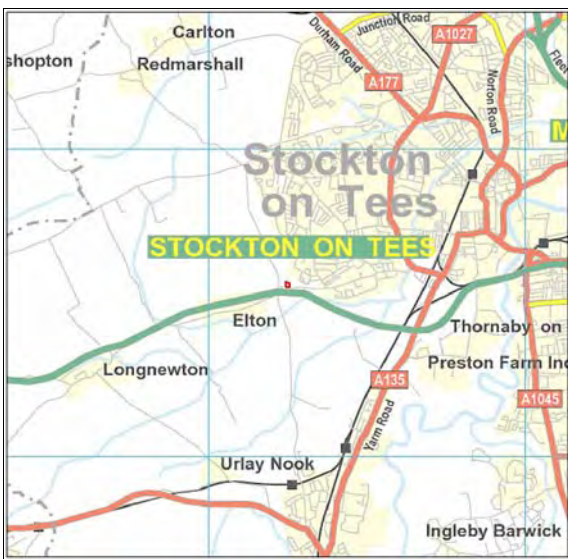 Carlton
Junction Road
A1027
shopton
Redmarshall
Durham Road
A177
Norton Road
Fleet
M
Stockton
on Tees
STOCKTON ON TEES
Elton
Thornaby on
Longnewton
Preston Farm Ind
A135
A1045
Yarm Road
Urlay Nook
Ingleby Barwick